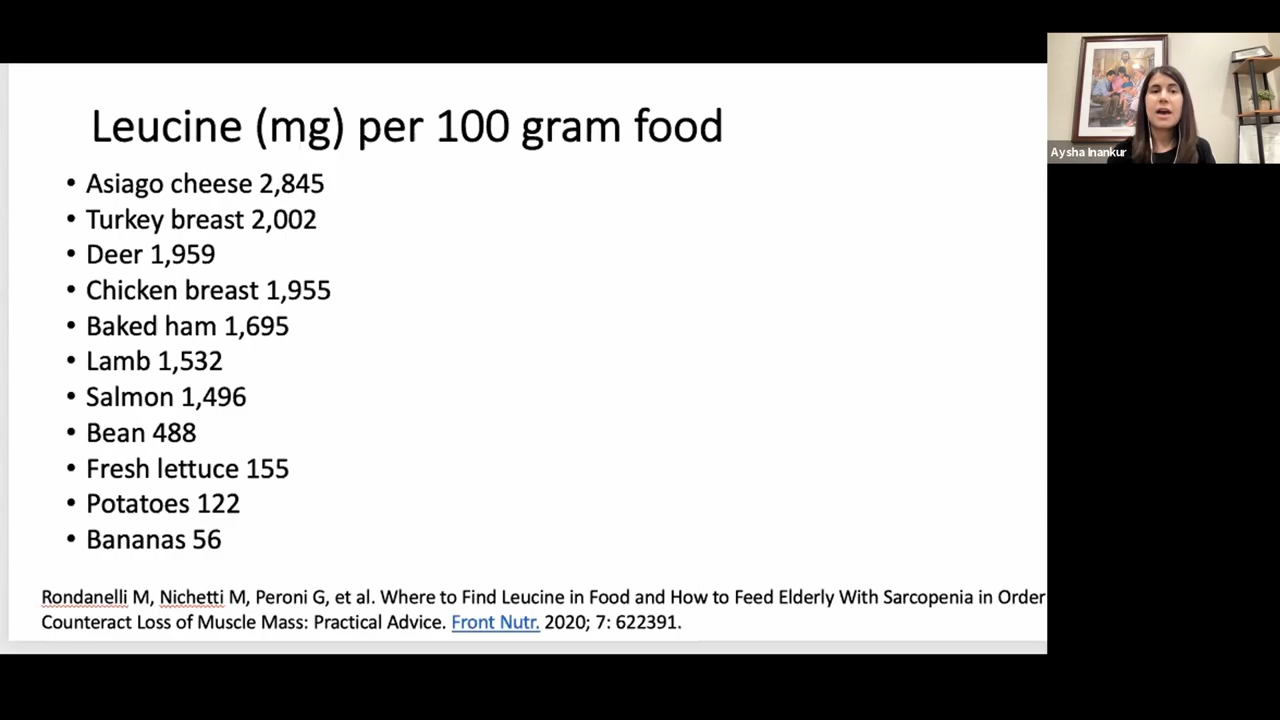 Leucine (mg) per 100 gram food
• Asiago cheese 2,845
• Turkey breast 2,002
• Deer 1,959
• Chicken breast 1,955
• Baked ham 1,695
• Lamb 1,532
• Salmon 1,496
• Bean 488
• Fresh lettuce 155
• Potatoes 122
• Bananas 56
Rondanelli M, Nichetti M, Peroni G, et al. Where to Find Leucine in Food and How to Feed Elderly With Sarcopenia in Order
Counteract Loss of Muscle Mass: Practical Advice. Front Nutr. 2020; 7: 622391.
Aysha Inankur